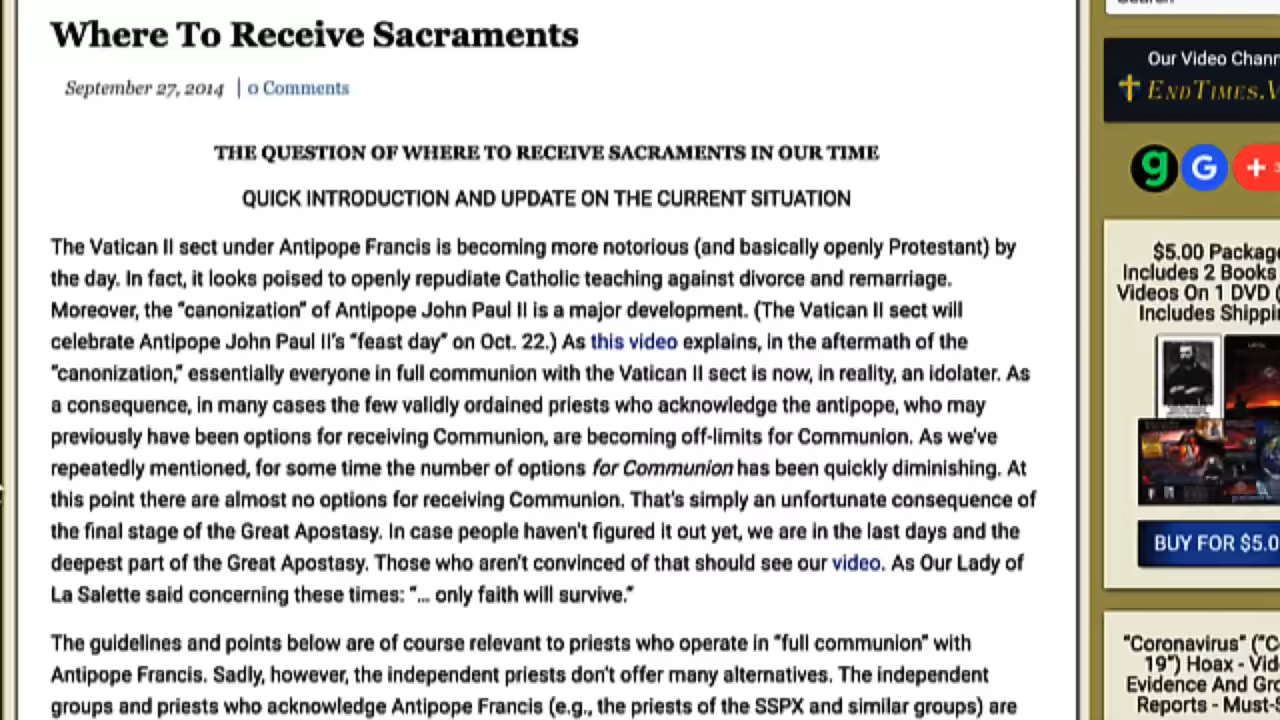 Where To Receive Sacraments
September 27, 2014 | 0 Comments
THE QUESTION OF WHERE TO RECEIVE SACRAMENTS IN OUR TIME
QUICK INTRODUCTION AND UPDATE ON THE CURRENT SITUATION
The Vatican II sect under Antipope Francis is becoming more notorious (and basically openly Protestant) by
the day. In fact, it looks poised to openly repudiate Catholic teaching against divorce and remarriage.
Moreover, the "canonization" of Antipope John Paul II is a major development. (The Vatican II sect will
celebrate Antipope John Paul II's "feast day" on Oct. 22.) As this video explains, in the aftermath of the
"canonization," essentially everyone in full communion with the Vatican II sect is now, in reality, an idolater. As
a consequence, in many cases the few validly ordained priests who acknowledge the antipope, who may
previously have been options for receiving Communion, are becoming off-limits for Communion. As we've
repeatedly mentioned, for some time the number of options for Communion has been quickly diminishing. At
this point there are almost no options for receiving Communion. That's simply an unfortunate consequence of
the final stage of the Great Apostasy. In case people haven't figured it out yet, we are in the last days and the
deepest part of the Great Apostasy. Those who aren't convinced of that should see our video. As Our Lady of
La Salette said concerning these times: "... only faith will survive."
The guidelines and points below are of course relevant to priests who operate in "full communion" with
Antipope Francis. Sadly, however, the independent priests don't offer many alternatives. The independent
groups and priests who acknowledge Antipope Francis (e.g., the priests of the SSPX and similar groups) are
Our Video Chann
ENDTIMES.V
g G +
$5.00 Packag
Includes 2 Books
Videos On 1 DVD (
Includes Shippin
BUY FOR $5.0
"Coronavirus" ("C
19") Hoax - Vid
Evidence And Gro
Reports - Must-